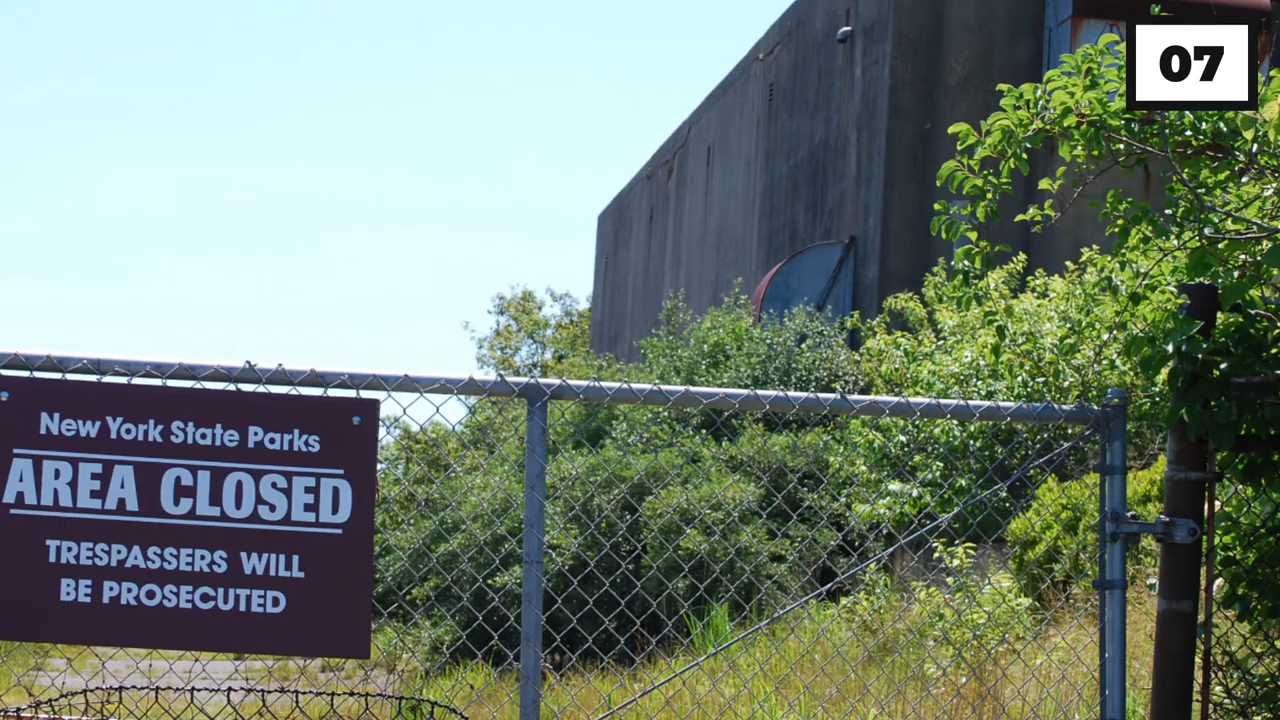 07
New York State Parks
AREA CLOSED
TRESPASSERS WILL
BE PROSECUTED